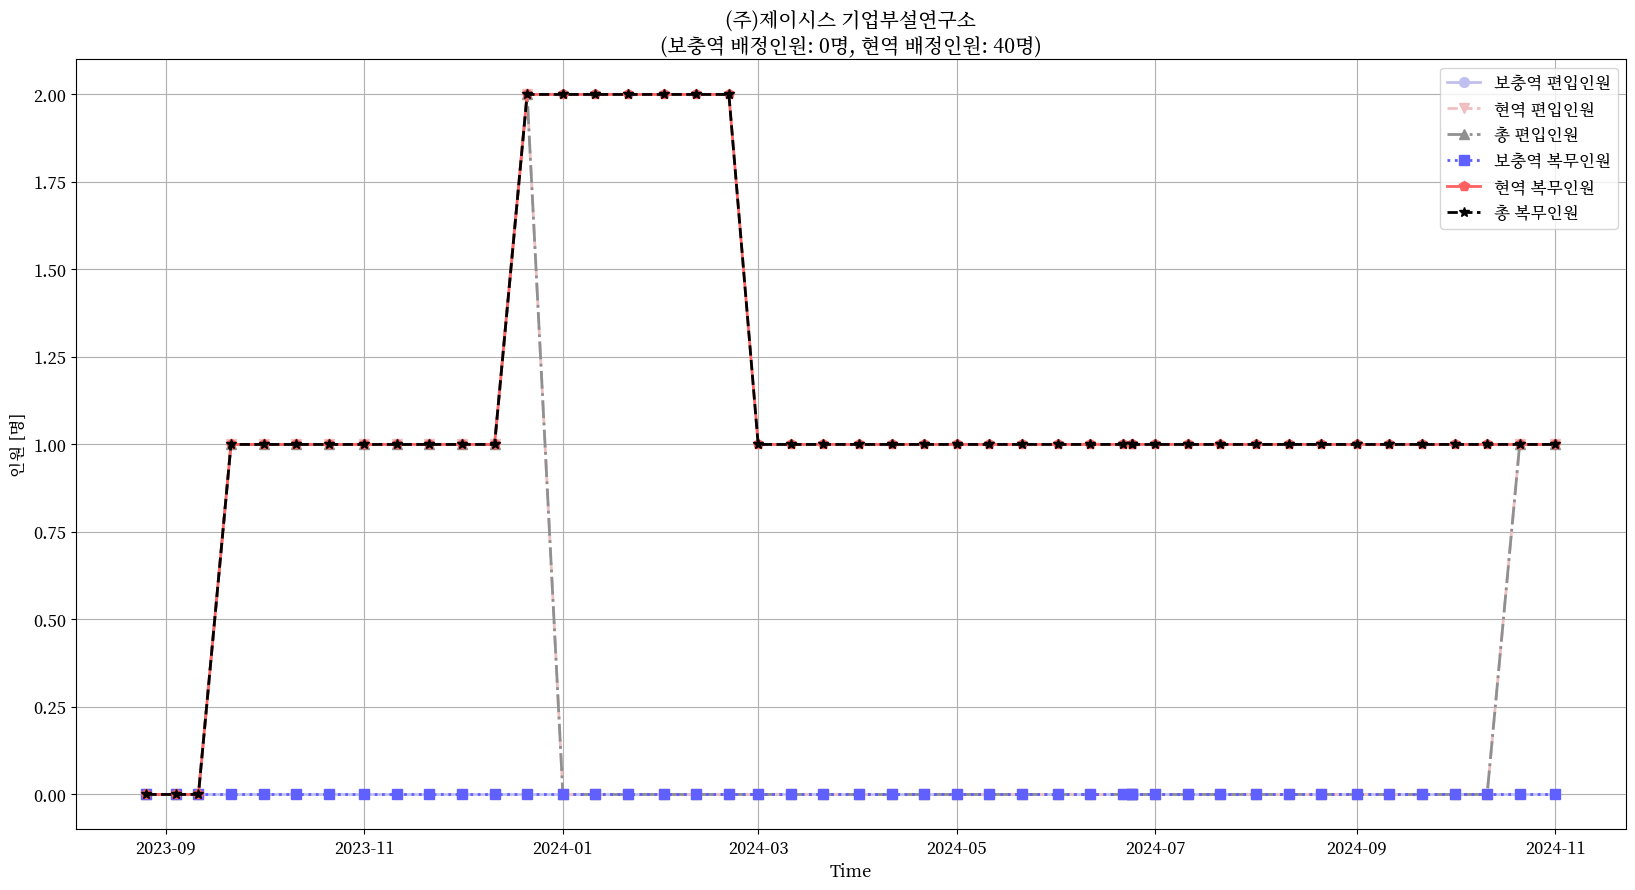 (주)제이시스 기업부설연구소
(보충역 배정인원: 0명, 현역 배정인원: 40명)
보충역 편입인원
현역 편입인원
총 편입인원
보충역 복무인원
현역 복무인원
총 복무인원
인원 [명]
2.00
1.75
1.50
1.25
1.00
0.75
0.50
0.25
0.00
2023-09 2023-11 2024-01 2024-03 2024-05 2024-07 2024-09 2024-11
Time